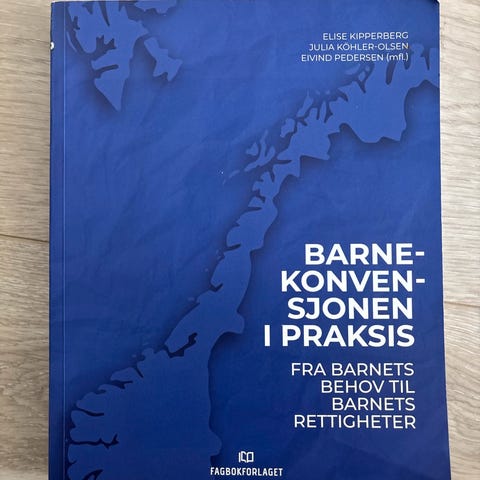 ELISE KIPPERBERG
JULIA KÖHLER-OLSEN
EIVIND PEDERSEN (mfl.)
BARNE-
KONVEN-
SJONEN
I PRAKSIS
FRA BARNETS
BEHOV TIL
BARNETS
RETTIGHETER
FAGBOKFORLAGET